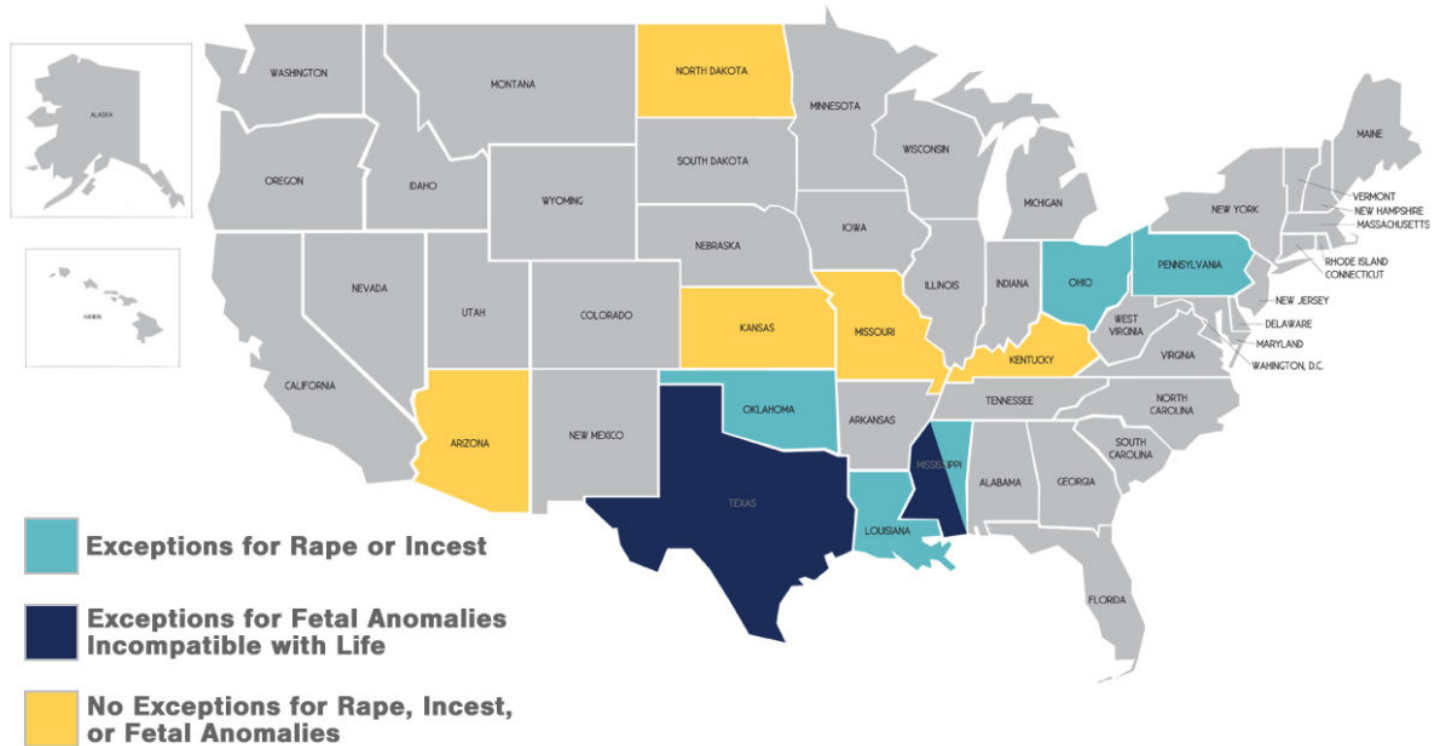 WASHINGTON
MONTANA
NORTH DAKOTA
MINNESOTA
MAINE
ALASKA
OREGON
IDAHO
WYOMING
SOUTH DAKOTA
WISCONSIN
MICHIGAN
NEW YORK
VERMONT
NEW HAMPSHIRE
MASSACHUSETTS
RHODE ISLAND
CONNECTICUT
NEW JERSEY
DELAWARE
MARYLAND
WAHINGTON, D.C.
NEVADA
UTAH
COLORADO
NEBRASKA
IOWA
ILLINOIS
INDIANA
OHIO
PENNSYLVANIA
HAWAII
CALIFORNIA
KANSAS
MISSOURI
KENTUCKY
WEST
VIRGINIA
VIRGINIA
ARIZONA
NEW MEXICO
OKLAHOMA
ARKANSAS
TENNESSEE
NORTH
CAROLINA
SOUTH
CAROLINA
TEXAS
LOUISIANA
MISSISSIPPI
ALABAMA
GEORGIA
FLORIDA
Exceptions for Rape or Incest
Exceptions for Fetal Anomalies
Incompatible with Life
No Exceptions for Rape, Incest,
or Fetal Anomalies